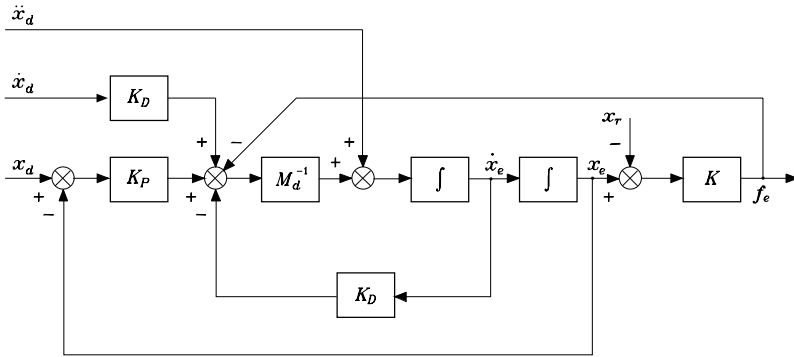 ẍ_d
ẋ_d K_D
+ − + x_r
x_d K_P + M_d^{-1} + ∫ ẋ_e ∫ x_e − K
+ − + − + f_e
K_D